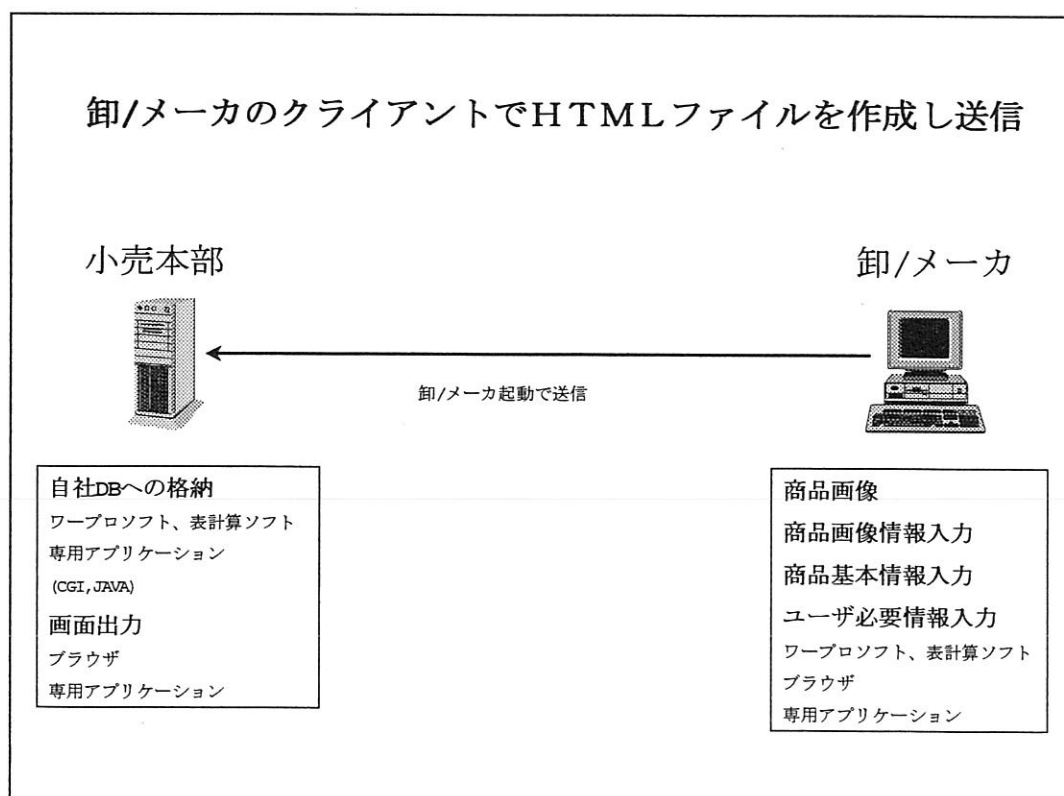 卸/メーカのクライアントでHTMLファイルを作成し送信
小売本部
卸/メーカ
卸/メーカ起動で送信
自社DBへの格納
ワープロソフト、表計算ソフト
専用アプリケーション
(CGI,JAVA)
画面出力
ブラウザ
専用アプリケーション
商品画像
商品画像情報入力
商品基本情報入力
ユーザ必要情報入力
ワープロソフト、表計算ソフト
ブラウザ
専用アプリケーション